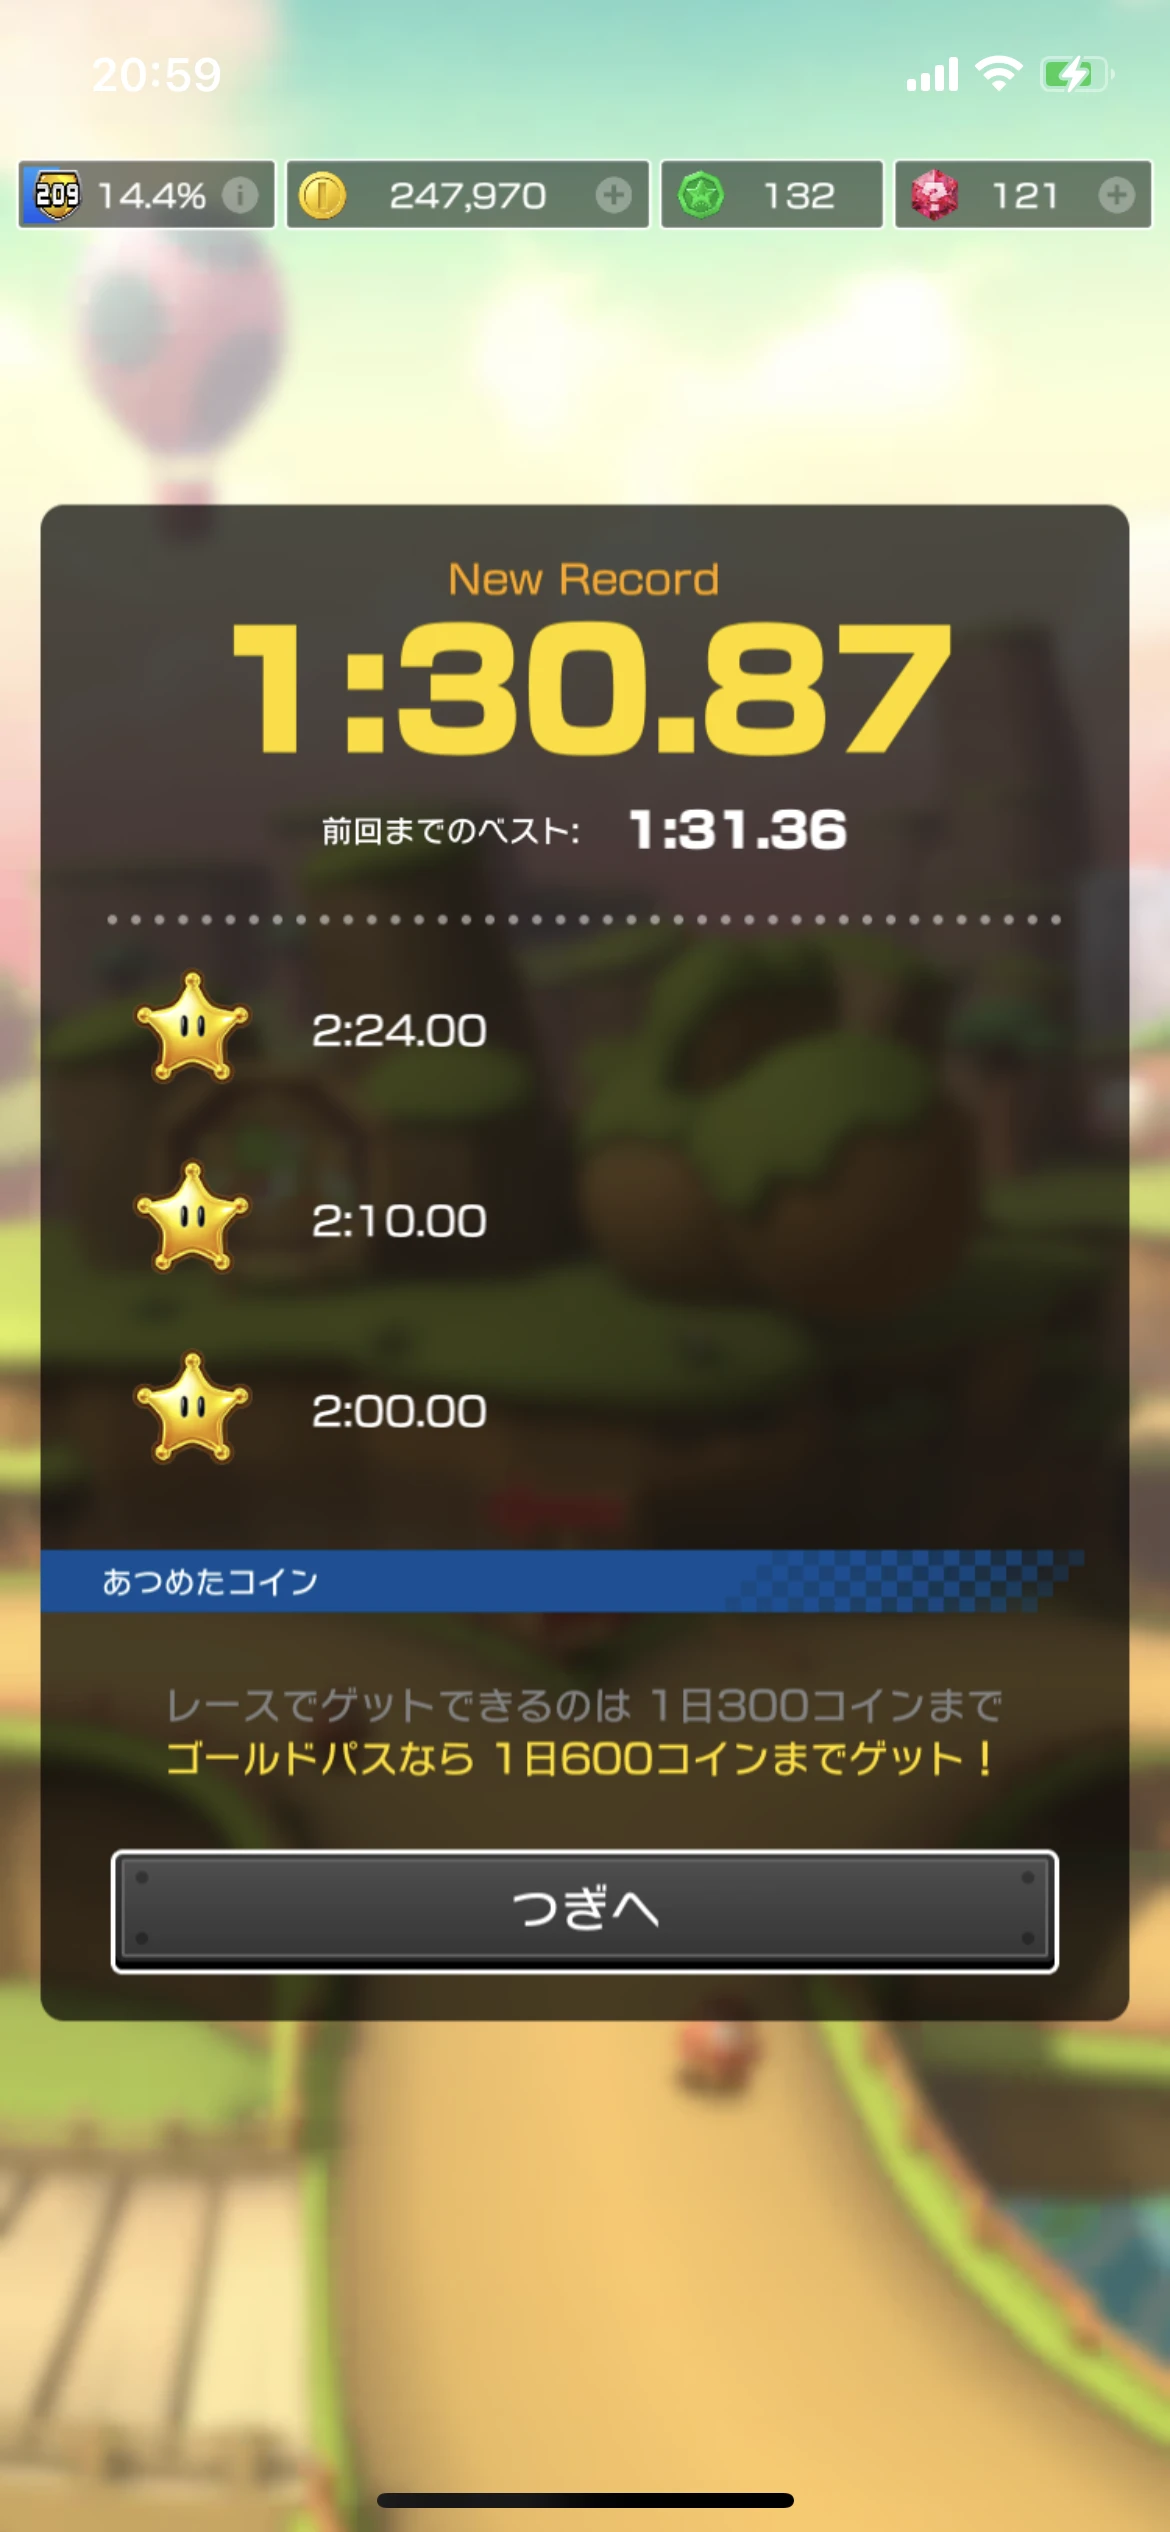 20:59
209 14.4% i 247,970 + 132 ? 121 +
New Record
1:30.87
前回までのベスト: 1:31.36
2:24.00
2:10.00
2:00.00
あつめたコイン
レースでゲットできるのは 1日300コインまで
ゴールドパスなら 1日600コインまでゲット！
つぎへ